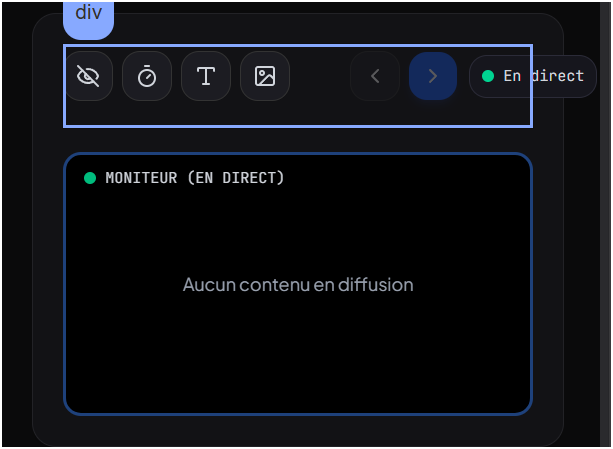 div
En direct
MONITEUR (EN DIRECT)
Aucun contenu en diffusion